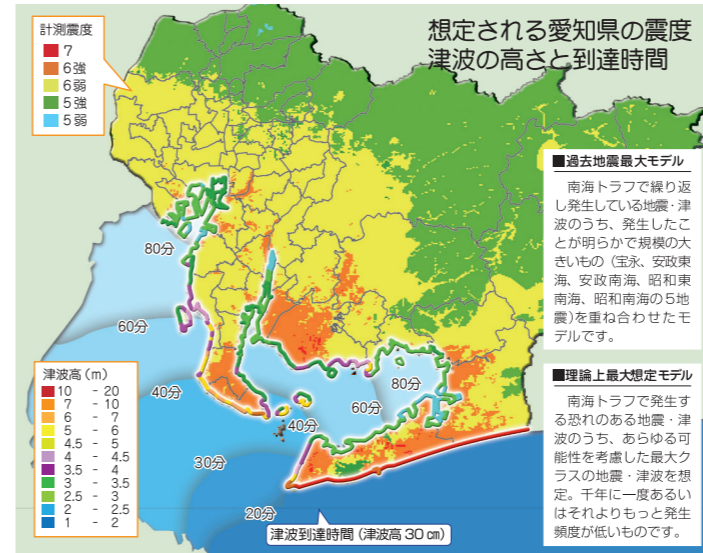 想定される愛知県の震度
津波の高さと到達時間
計測震度
7
6強
6弱
5強
5弱
■過去地震最大モデル
南海トラフで繰り返
し発生している地震・津
波のうち、発生したこ
とが明らかで規模の大
きいもの（宝永、安政東
海、安政南海、昭和東
南海、昭和南海の5地
震）を重ね合わせたモ
デルです。
80分
60分
40分
30分
20分
40分
60分
80分
津波高（m）
10 - 20
7 - 10
6 - 7
5 - 6
4.5 - 5
4 - 4.5
3.5 - 4
3 - 3.5
2.5 - 3
2 - 2.5
1 - 2
■理論上最大想定モデル
南海トラフで発生す
る恐れのある地震・津
波のうち、あらゆる可
能性を考慮した最大ク
ラスの地震・津波を想
定。千年に一度あるい
はそれよりもっと発生
頻度が低いものです。
津波到達時間（津波高30㎝）